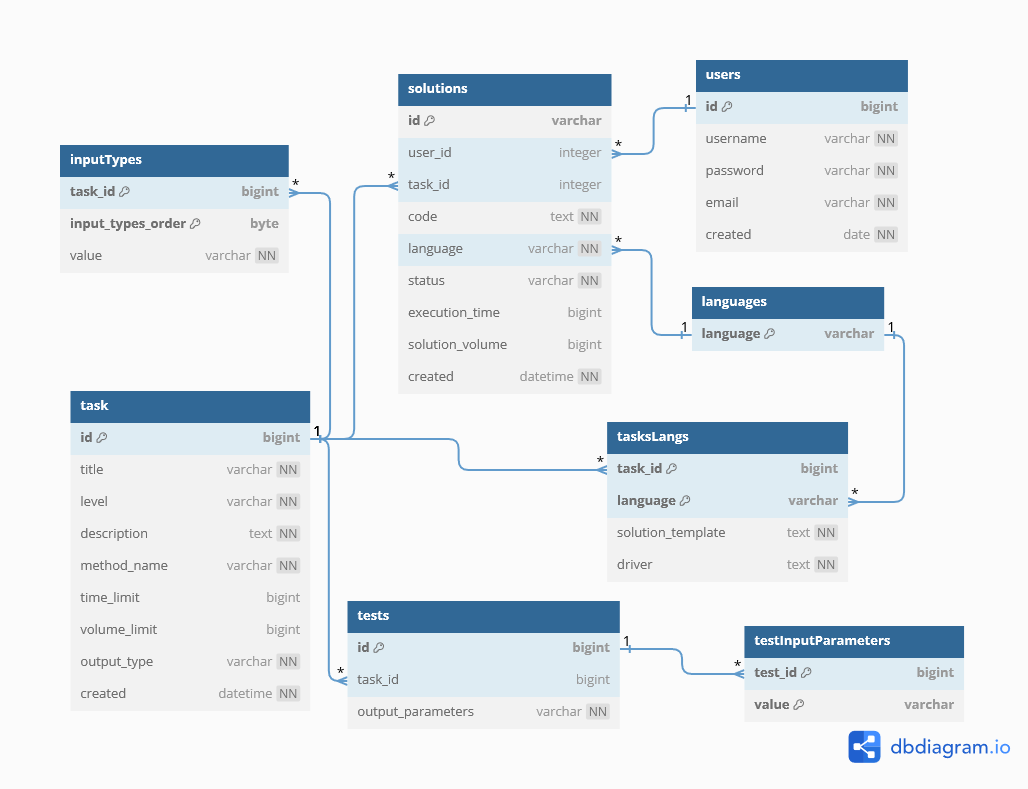 users
id bigint
username varchar NN
password varchar NN
email varchar NN
created date NN
solutions
id varchar
user_id integer
task_id integer
code text NN
language varchar NN
status varchar NN
execution_time bigint
solution_volume bigint
created datetime NN
inputTypes
task_id bigint
input_types_order byte
value varchar NN
languages
language varchar
task
id bigint
title varchar NN
level varchar NN
description text NN
method_name varchar NN
time_limit bigint
volume_limit bigint
output_type varchar NN
created datetime NN
tasksLangs
task_id bigint
language varchar
solution_template text NN
driver text NN
tests
id bigint
task_id bigint
output_parameters varchar NN
testInputParameters
test_id bigint
value varchar
1
*
*
*
*
1
1
1
*
*
1
*
*
dbdiagram.io